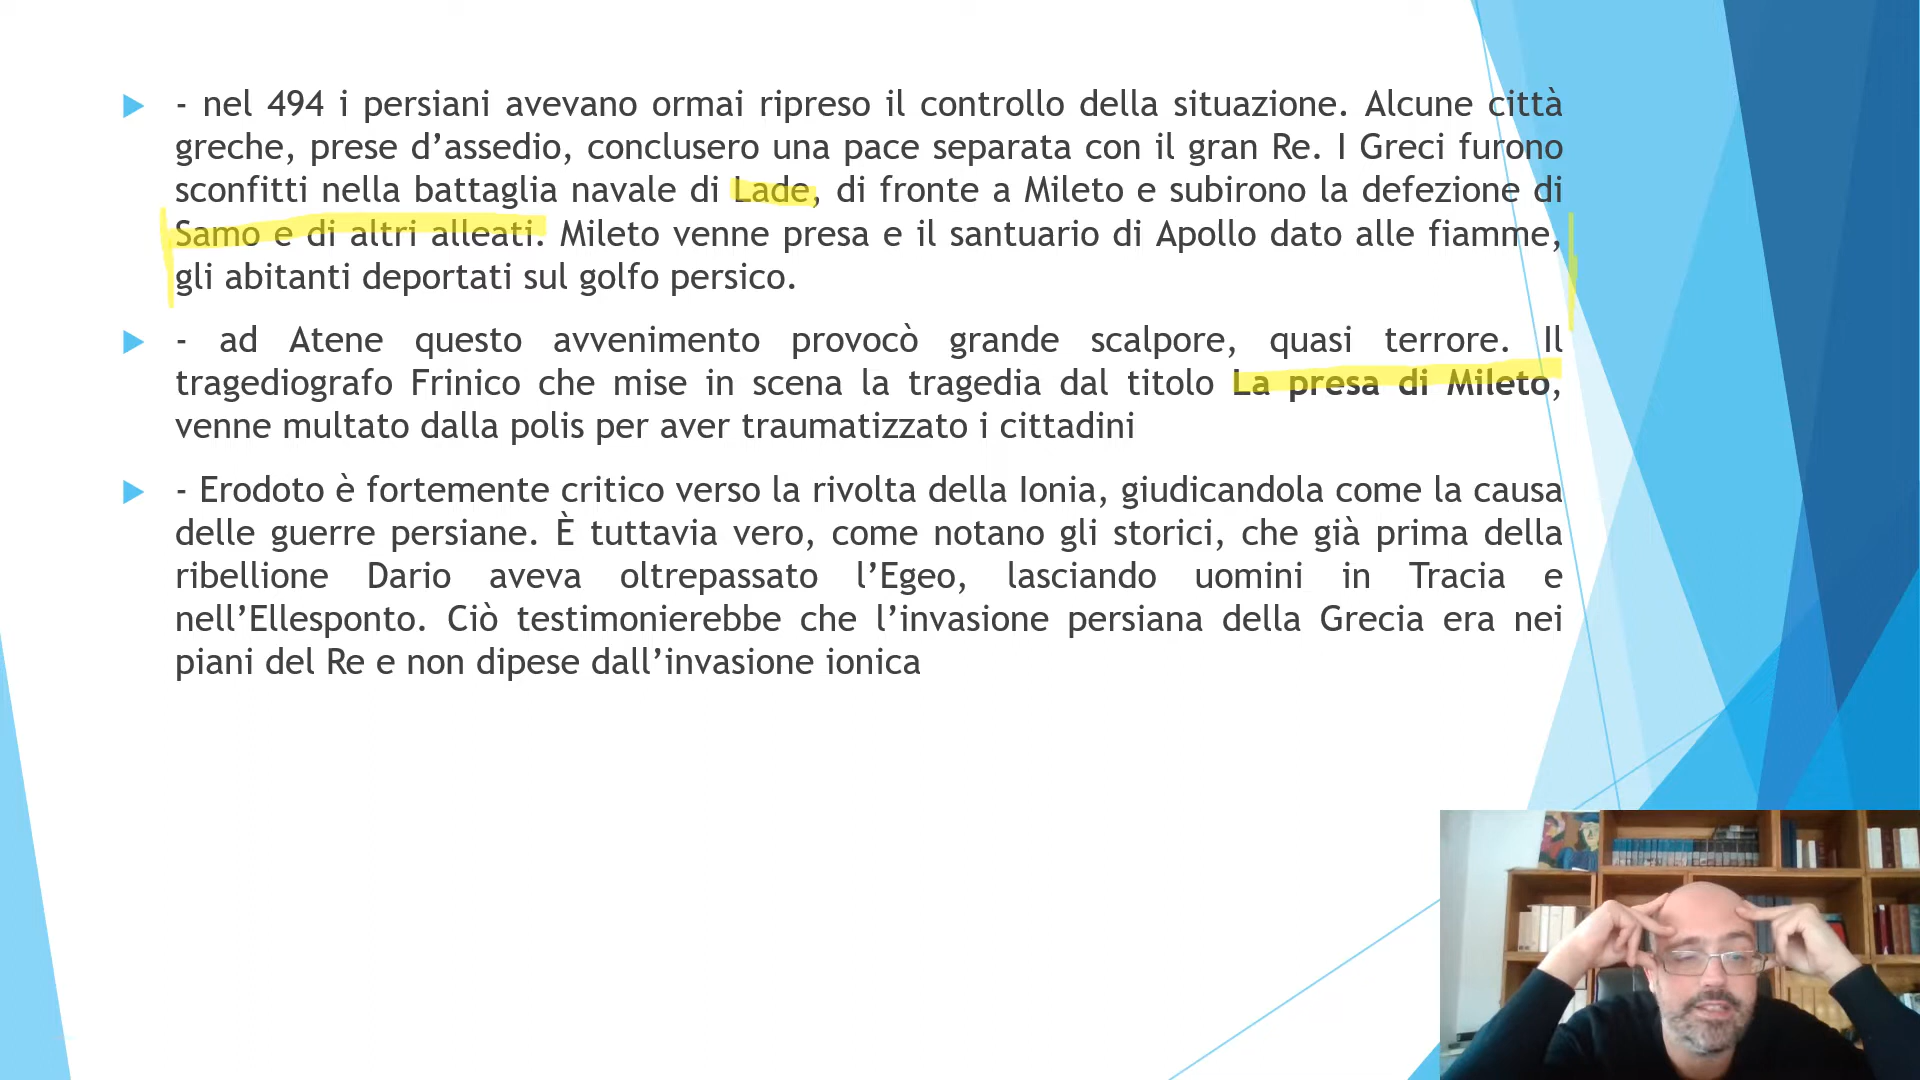 - nel 494 i persiani avevano ormai ripreso il controllo della situazione. Alcune città
greche, prese d’assedio, conclusero una pace separata con il gran Re. I Greci furono
sconfitti nella battaglia navale di Lade, di fronte a Mileto e subirono la defezione di
Samo e di altri alleati. Mileto venne presa e il santuario di Apollo dato alle fiamme,
gli abitanti deportati sul golfo persico.
- ad Atene questo avvenimento provocò grande scalpore, quasi terrore. Il
tragediografo Frinico che mise in scena la tragedia dal titolo La presa di Mileto,
venne multato dalla polis per aver traumatizzato i cittadini
- Erodoto è fortemente critico verso la rivolta della Ionia, giudicandola come la causa
delle guerre persiane. È tuttavia vero, come notano gli storici, che già prima della
ribellione Dario aveva oltrepassato l’Egeo, lasciando uomini in Tracia e
nell’Ellesponto. Ciò testimonierebbe che l’invasione persiana della Grecia era nei
piani del Re e non dipese dall’invasione ionica